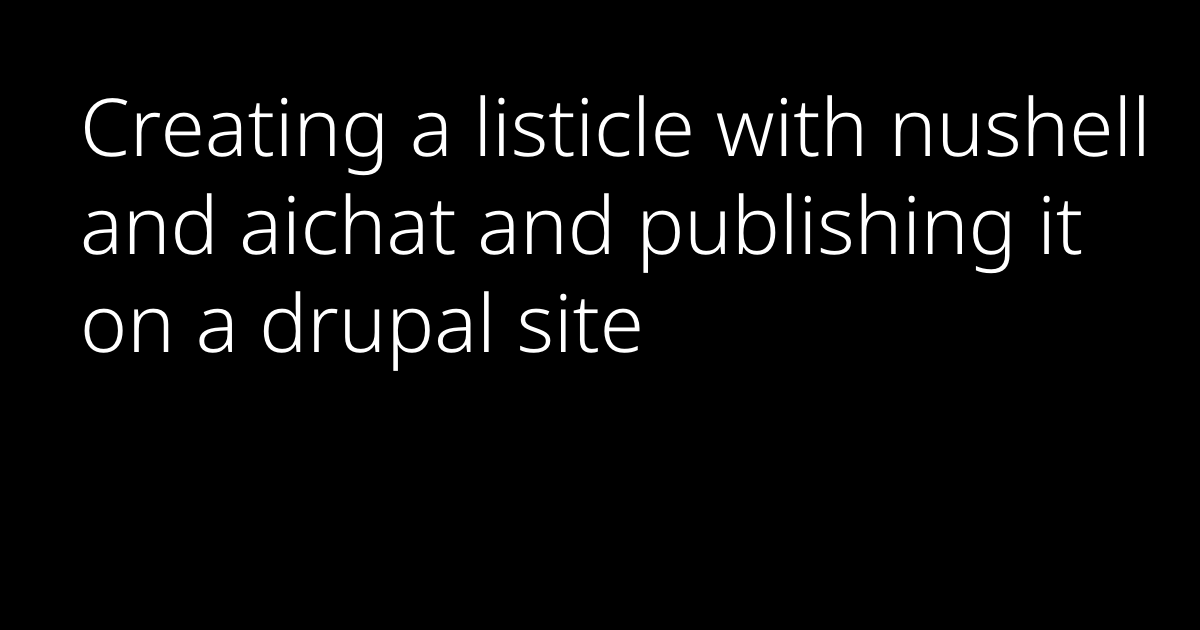 Creating a listicle with nushell
and aichat and publishing it
on a drupal site